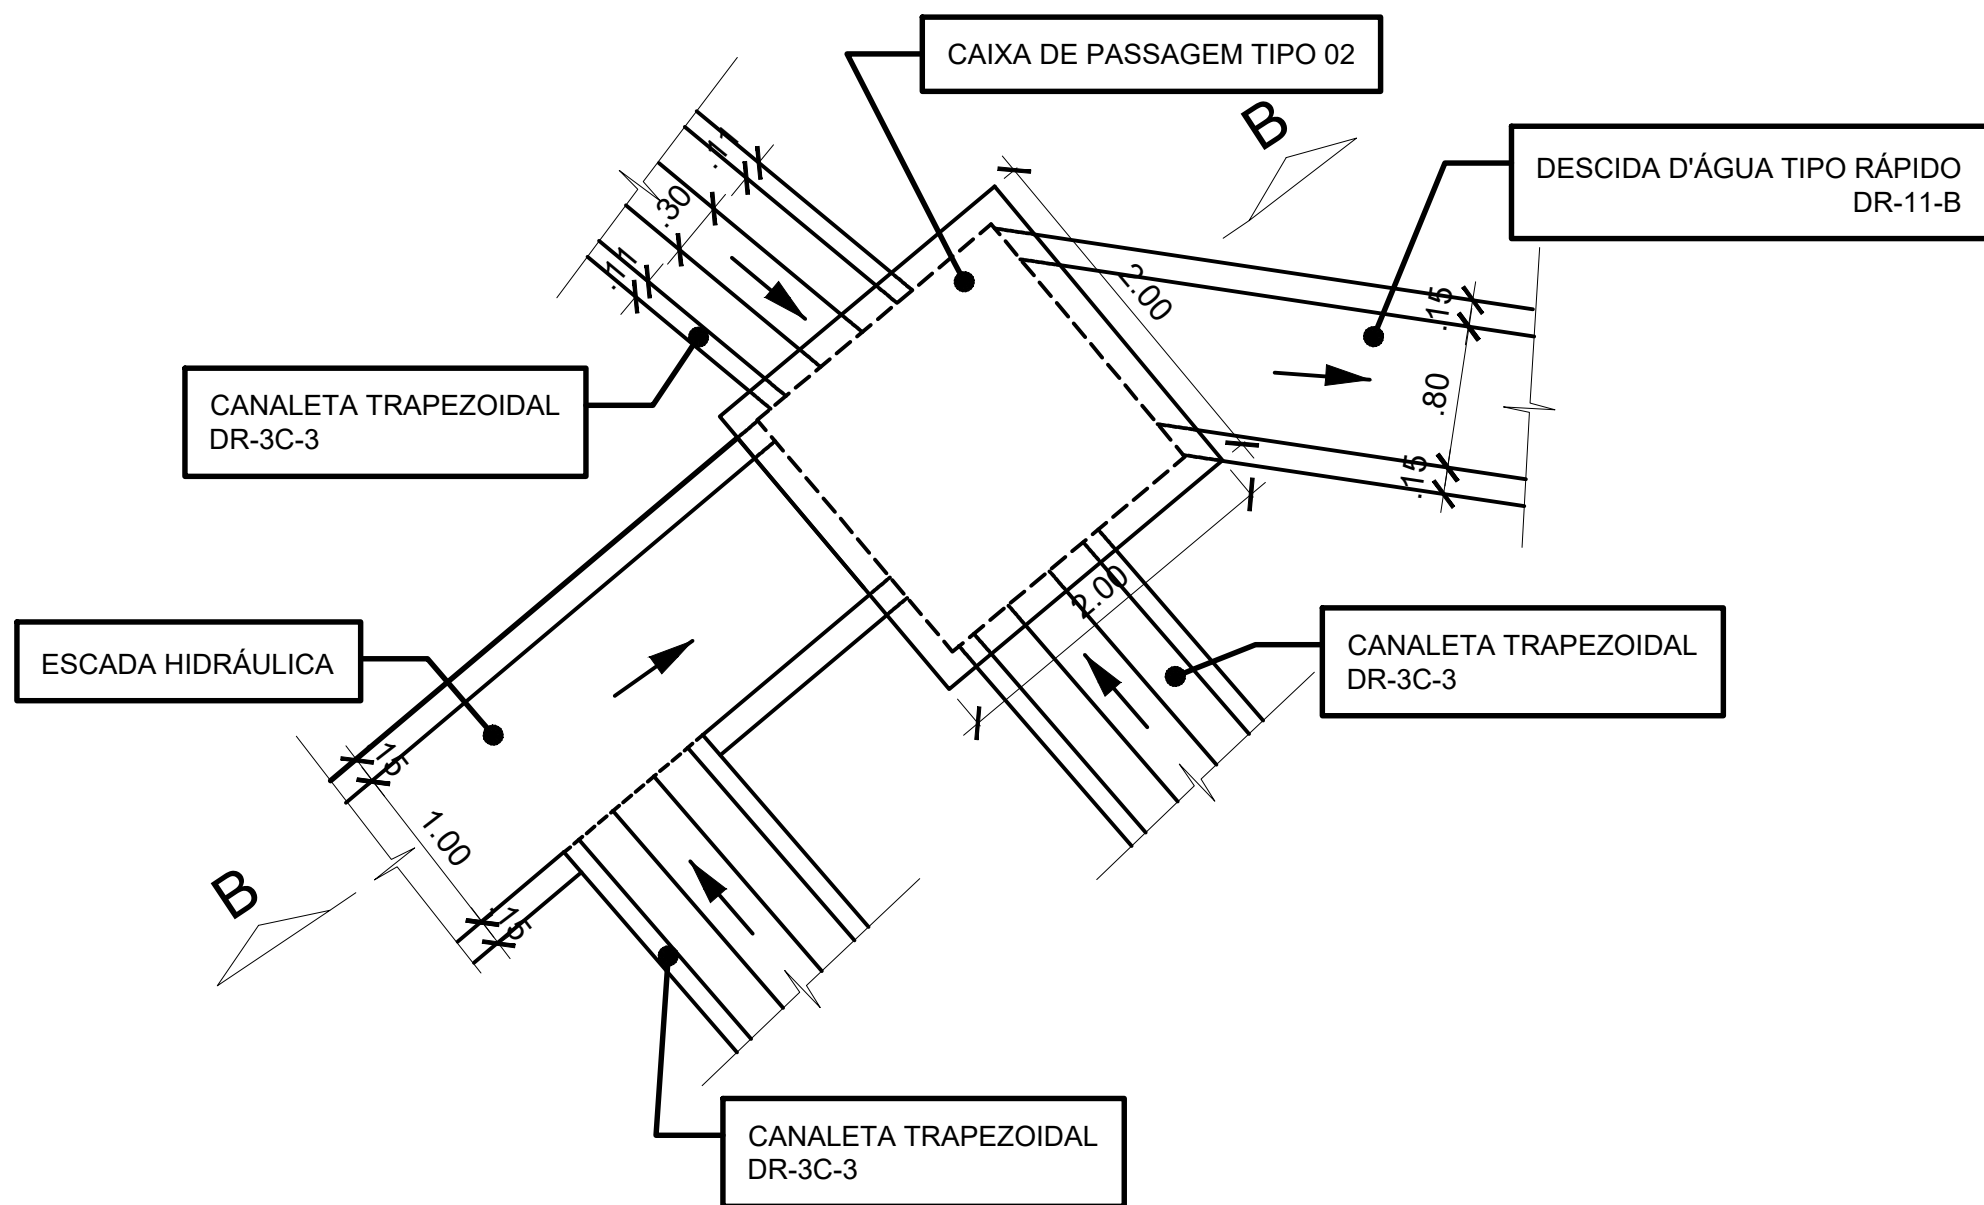 CAIXA DE PASSAGEM TIPO 02
B
DESCIDA D'ÁGUA TIPO RÁPIDO
DR-11-B
.11
.30
.11
2.00
.15
.80
.15
CANALETA TRAPEZOIDAL
DR-3C-3
2.00
ESCADA HIDRÁULICA
CANALETA TRAPEZOIDAL
DR-3C-3
.15
1.00
.15
B
CANALETA TRAPEZOIDAL
DR-3C-3